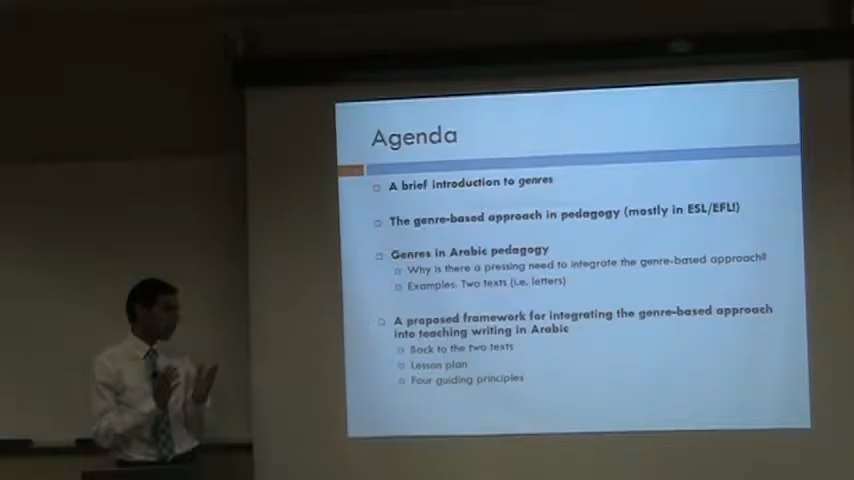 Agenda
A brief introduction to genres
The genre-based approach in pedagogy (mostly in ESL/EFL!)
Genres in Arabic pedagogy
Why is there a pressing need to integrate the genre-based approach?
Examples: Two texts (i.e. letters)
A proposed framework for integrating the genre-based approach
into teaching writing in Arabic
Back to the two texts
Lesson plan
Four guiding principles